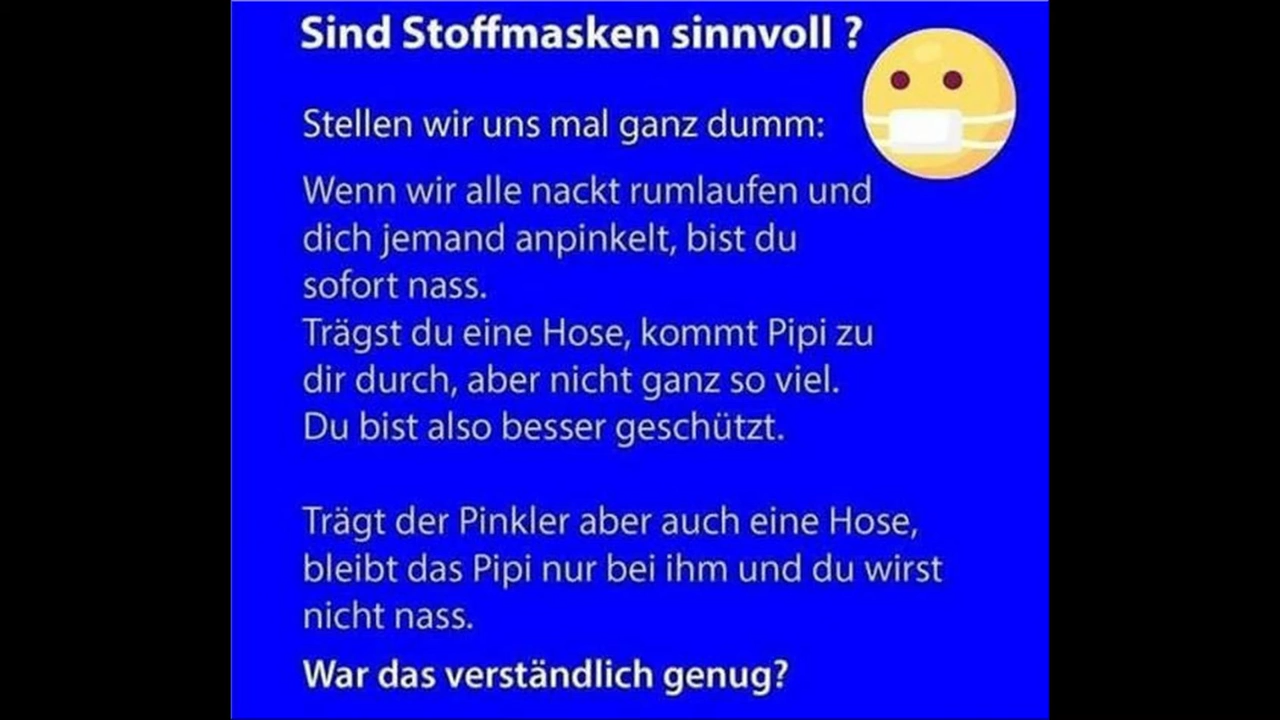 Sind Stoffmasken sinnvoll ?
Stellen wir uns mal ganz dumm:
Wenn wir alle nackt rumlaufen und
dich jemand anpinkelt, bist du
sofort nass.
Trägst du eine Hose, kommt Pipi zu
dir durch, aber nicht ganz so viel.
Du bist also besser geschützt.
Trägt der Pinkler aber auch eine Hose,
bleibt das Pipi nur bei ihm und du wirst
nicht nass.
War das verständlich genug?